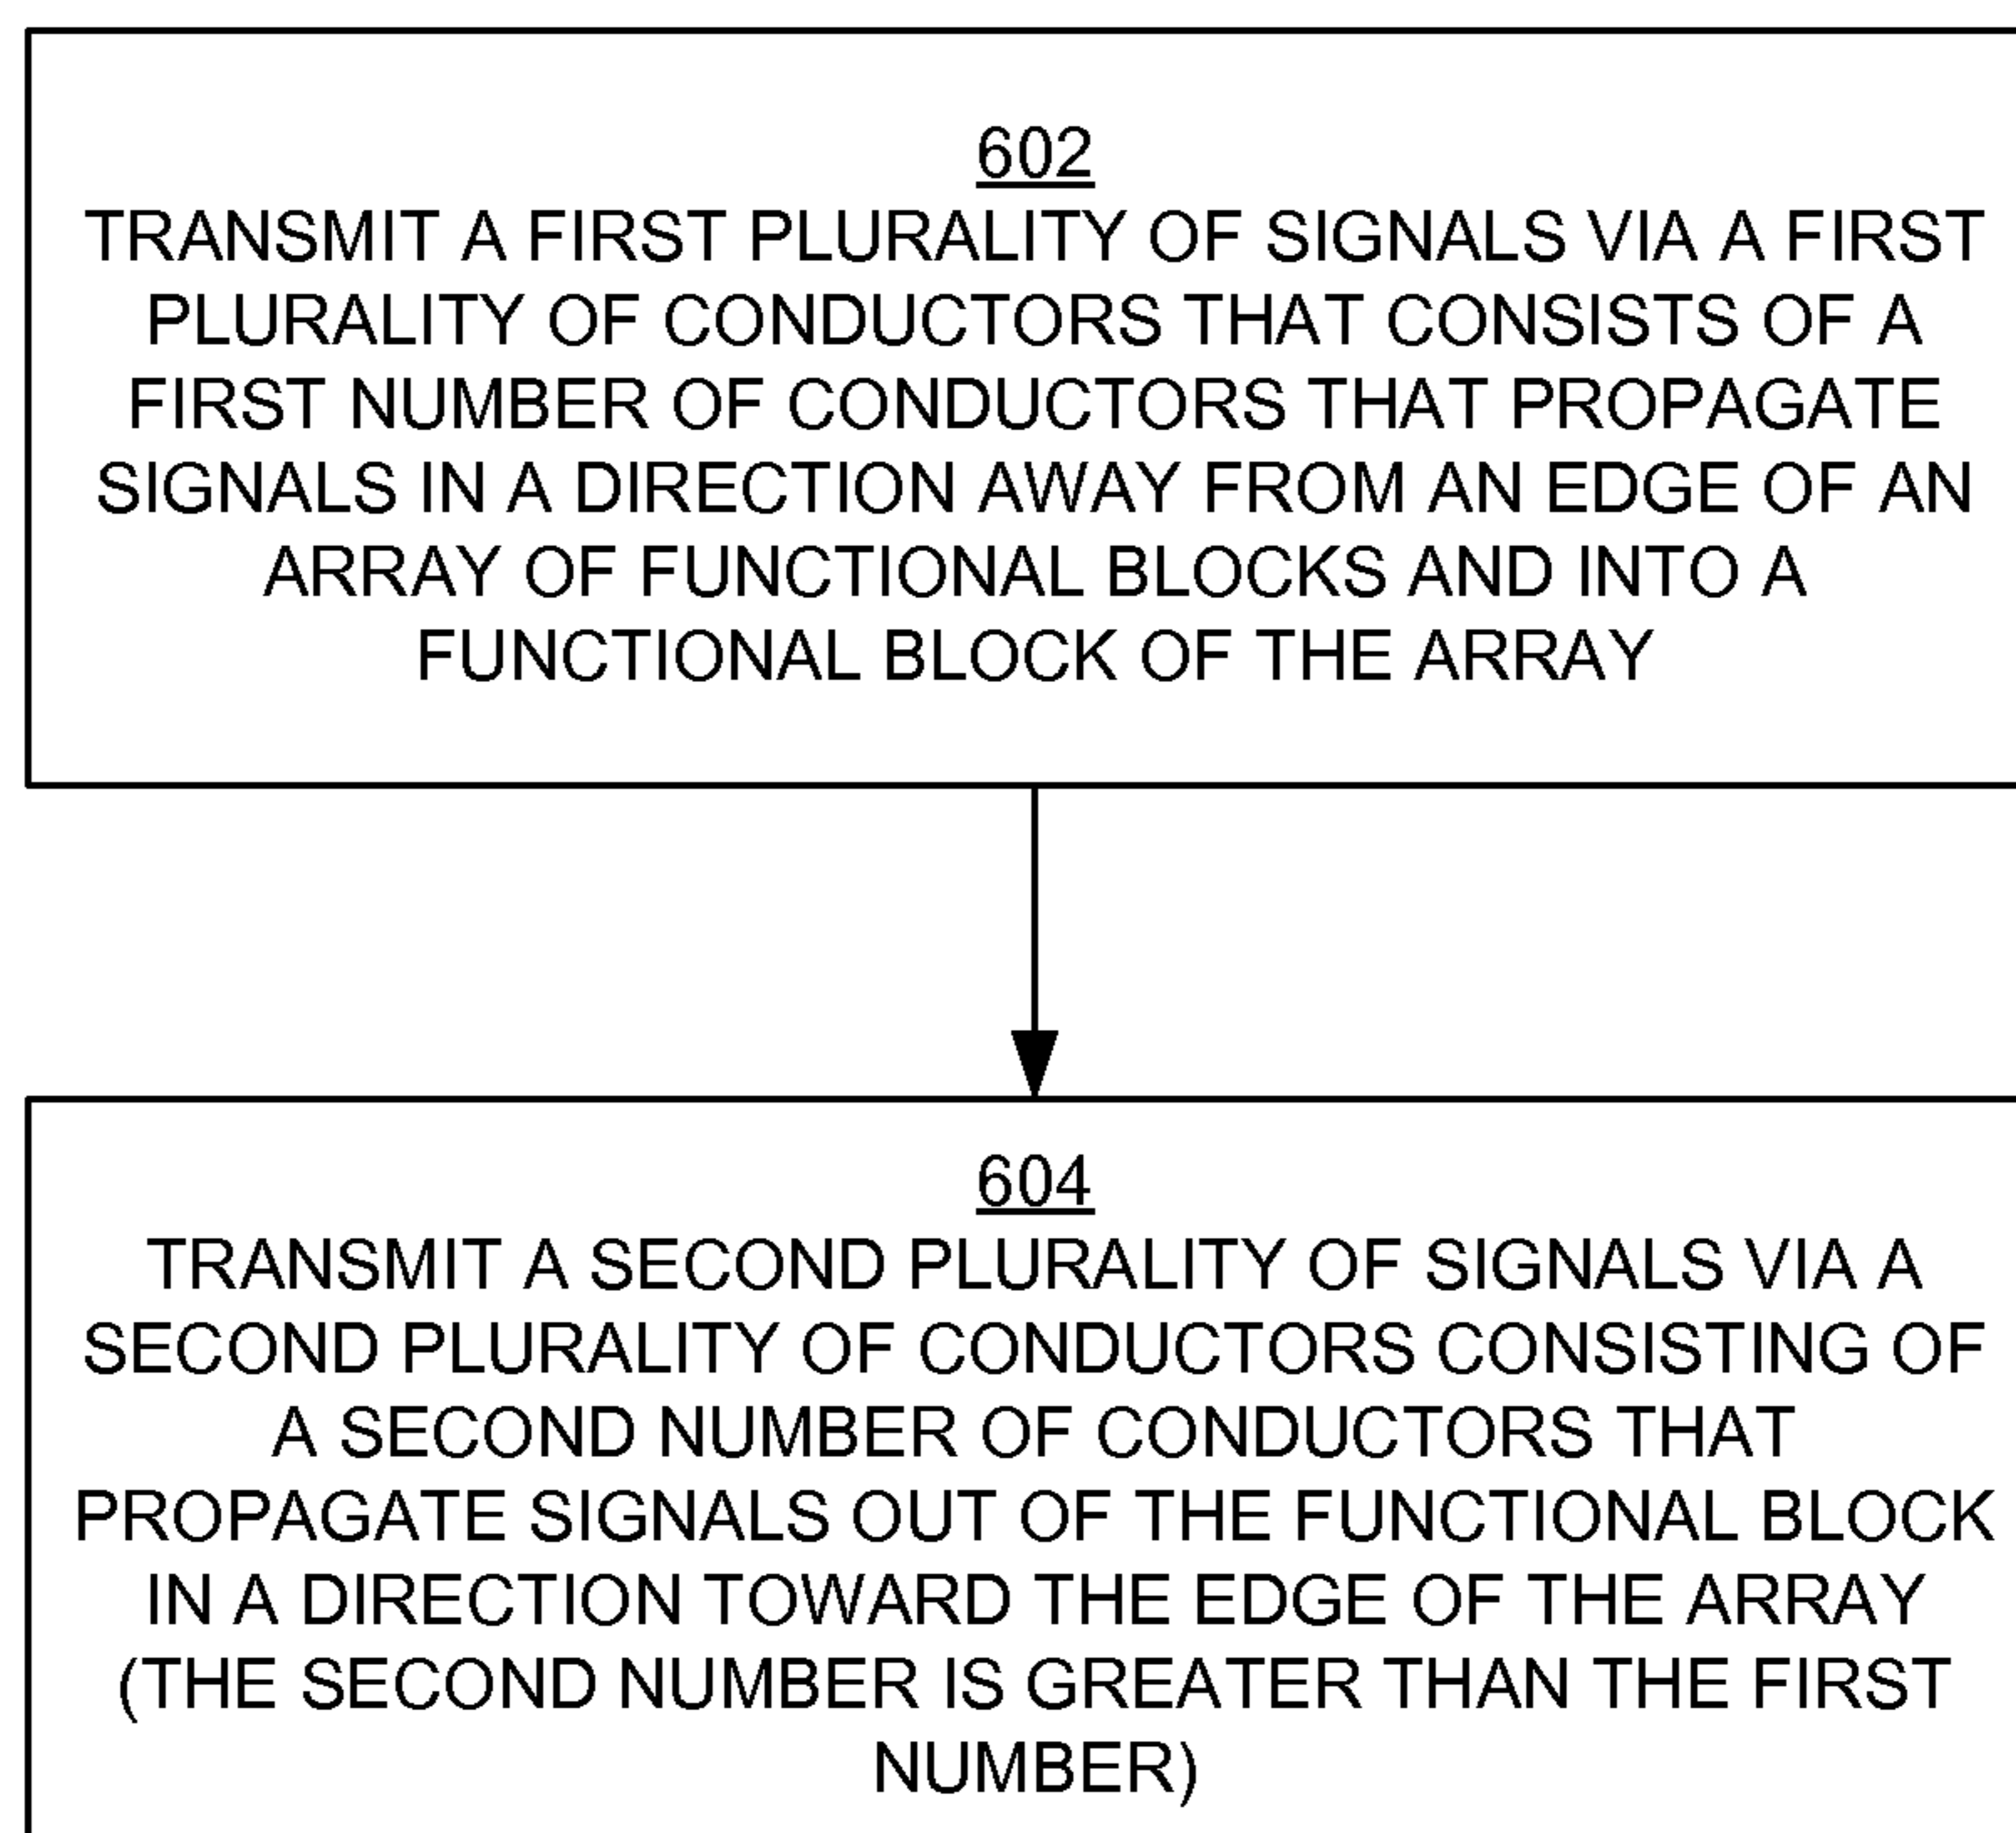 602
TRANSMIT A FIRST PLURALITY OF SIGNALS VIA A FIRST
PLURALITY OF CONDUCTORS THAT CONSISTS OF A
FIRST NUMBER OF CONDUCTORS THAT PROPAGATE
SIGNALS IN A DIRECTION AWAY FROM AN EDGE OF AN
ARRAY OF FUNCTIONAL BLOCKS AND INTO A
FUNCTIONAL BLOCK OF THE ARRAY
604
TRANSMIT A SECOND PLURALITY OF SIGNALS VIA A
SECOND PLURALITY OF CONDUCTORS CONSISTING OF
A SECOND NUMBER OF CONDUCTORS THAT
PROPAGATE SIGNALS OUT OF THE FUNCTIONAL BLOCK
IN A DIRECTION TOWARD THE EDGE OF THE ARRAY
(THE SECOND NUMBER IS GREATER THAN THE FIRST
NUMBER)